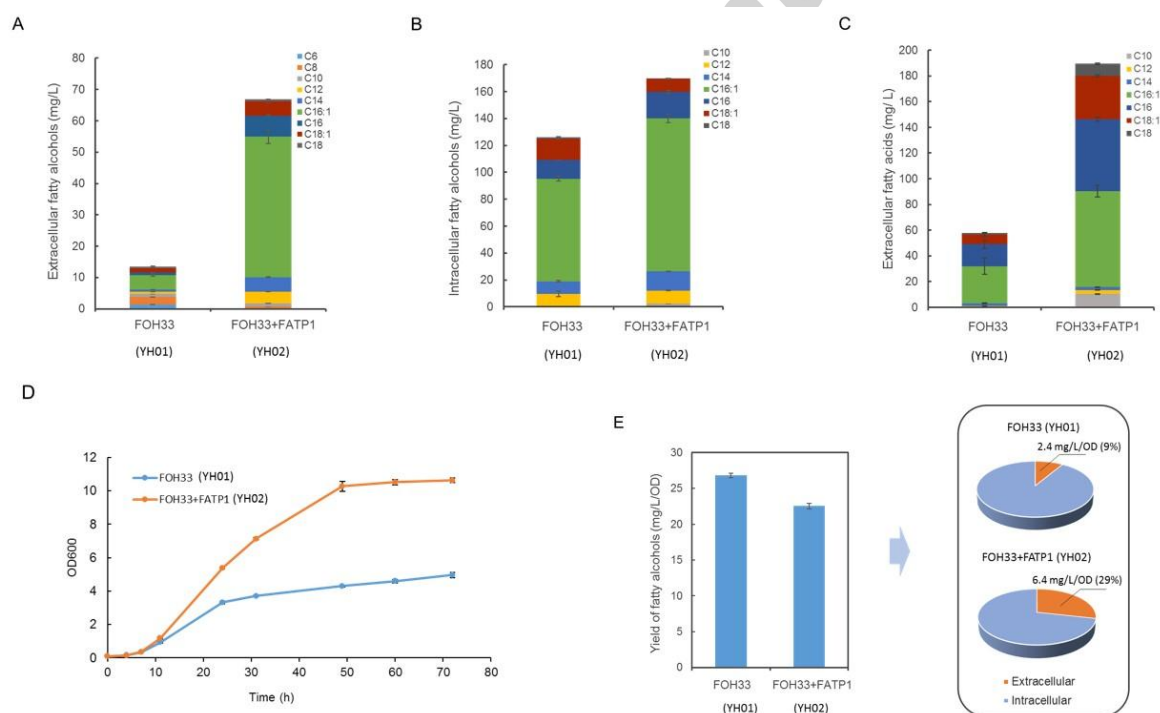 A
Extracellular fatty alcohols (mg/L)
80
70
60
50
40
30
20
10
0
C6
C8
C10
C12
C14
C16:1
C16
C18:1
C18
FOH33
FOH33+FATP1
(YH01)
(YH02)
B
Intracellular fatty alcohols (mg/L)
180
160
140
120
100
80
60
40
20
0
C10
C12
C14
C16:1
C16
C18:1
C18
FOH33
FOH33+FATP1
(YH01)
(YH02)
C
Extracellular fatty acids (mg/ L)
200
180
160
140
120
100
80
60
40
20
0
C10
C12
C14
C16:1
C16
C18:1
C18
FOH33
FOH33+FATP1
(YH01)
(YH02)
D
OD600
12
10
8
6
4
2
0
FOH33 (YH01)
FOH33+FATP1 (YH02)
0 10 20 30 40 50 60 70 80
Time (h)
E
Yield of fatty alcohols (mg/L/OD)
30
25
20
15
10
5
0
FOH33
FOH33+FATP1
(YH01)
(YH02)
FOH33 (YH01)
2.4 mg/L/OD (9%)
FOH33+FATP1 (YH02)
6.4 mg/L/OD (29%)
Extracellular
Intracellular